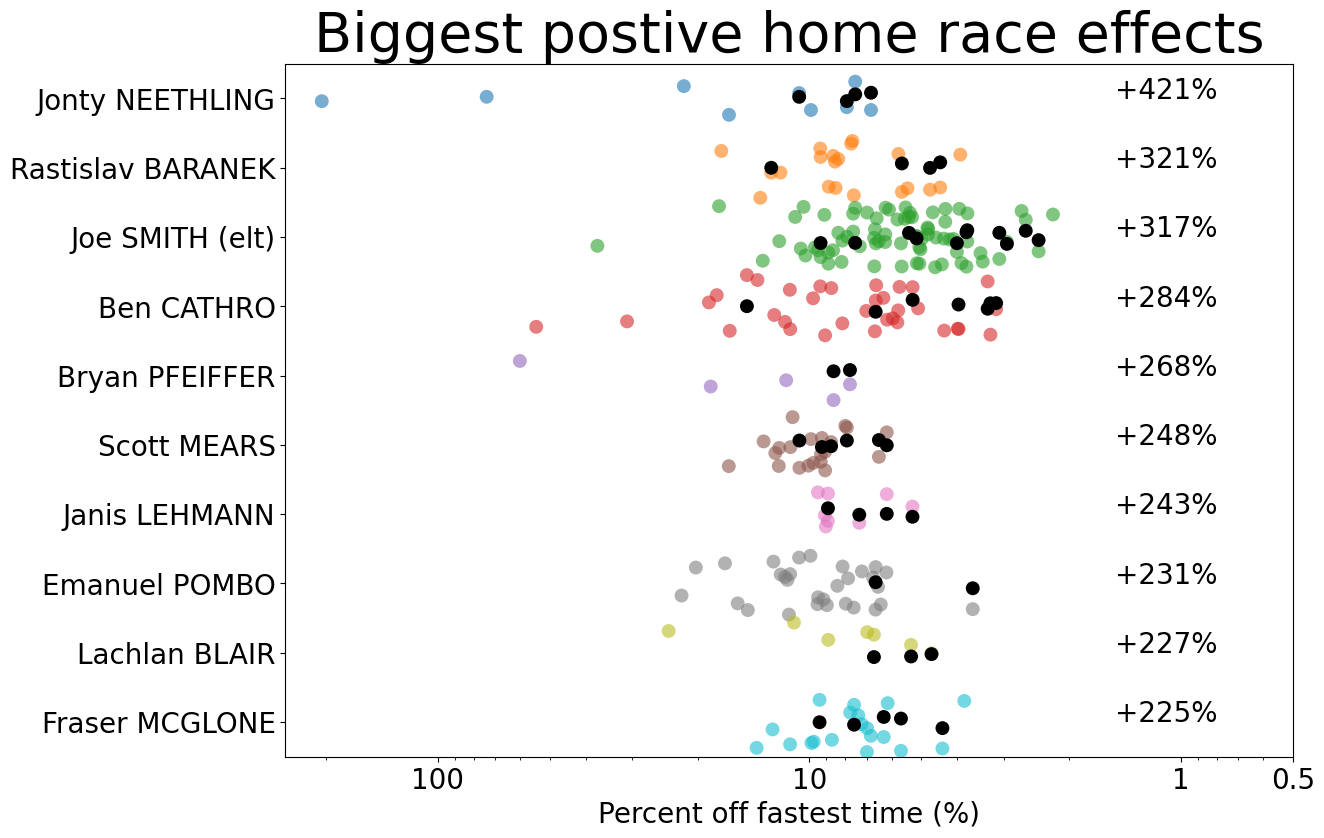 Biggest postive home race effects
Jonty NEETHLING +421%
Rastislav BARANEK +321%
Joe SMITH (elt) +317%
Ben CATHRO +284%
Bryan PFEIFFER +268%
Scott MEARS +248%
Janis LEHMANN +243%
Emanuel POMBO +231%
Lachlan BLAIR +227%
Fraser MCGLONE +225%
100 10 1 0.5
Percent off fastest time (%)